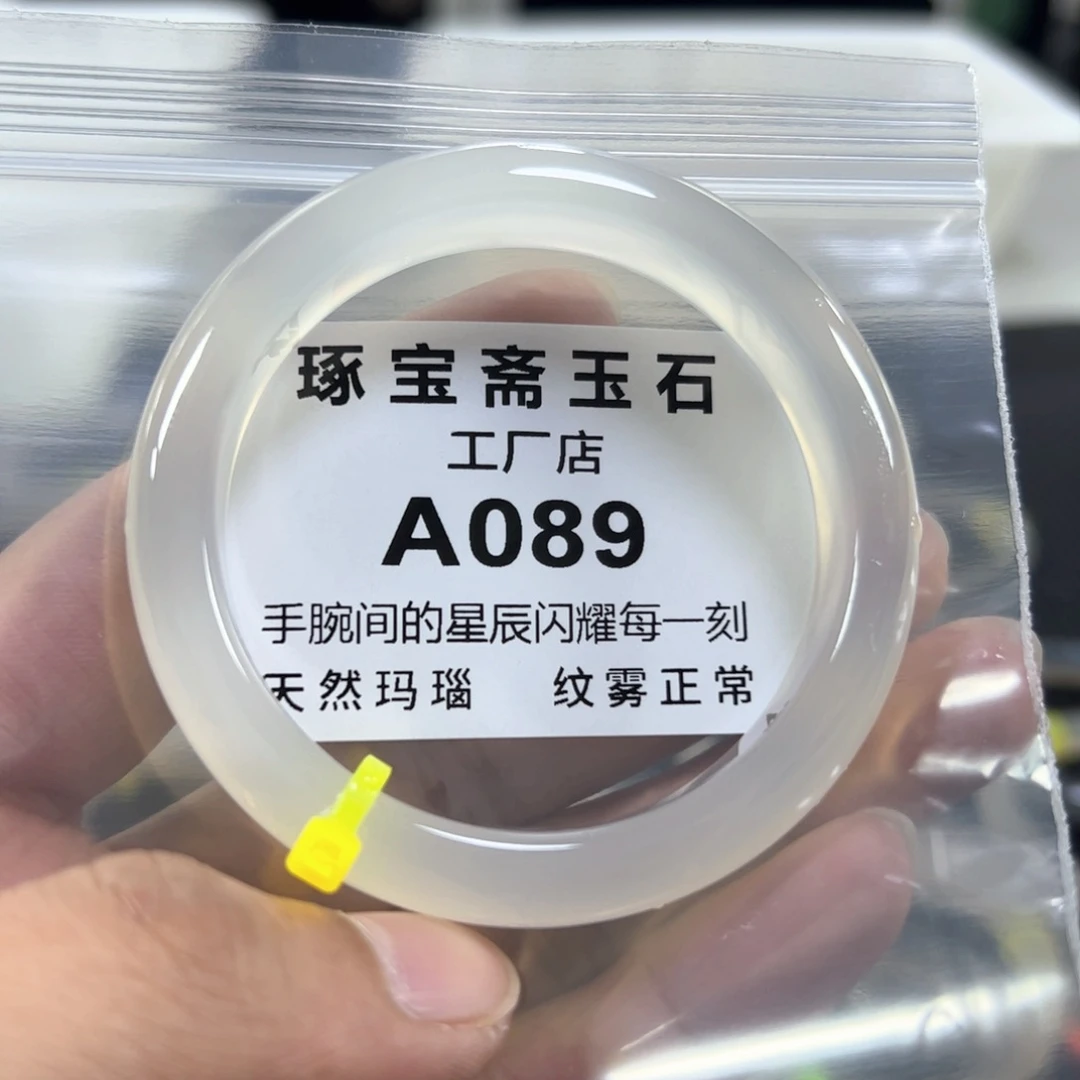 琢宝斋玉石
工厂店
A089
手腕间的星辰闪耀每一刻
天然玛瑙 纹雾正常